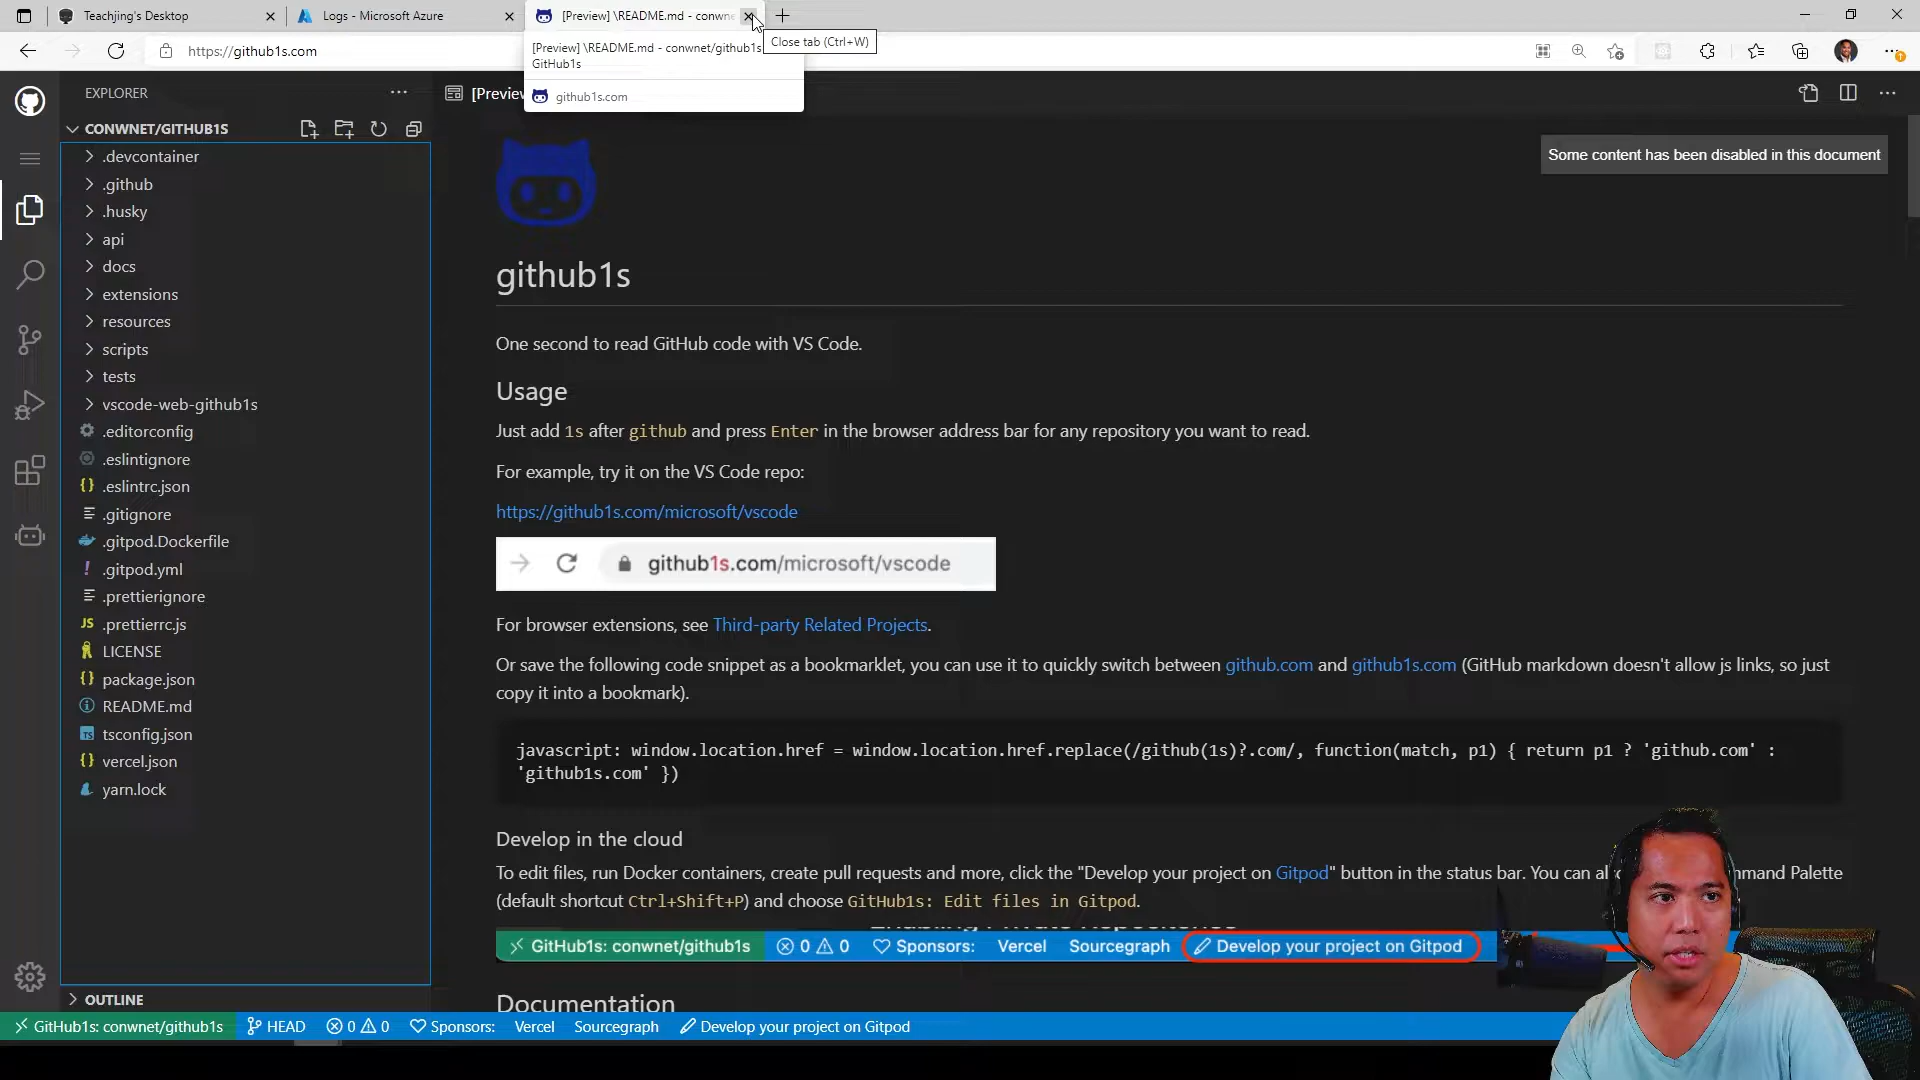 Teachjing's Desktop
Logs - Microsoft Azure
[Preview] \README.md - conwne
Close tab (Ctrl+W)
https://github1s.com
[Preview] \README.md - conwnet/github1s
GitHub1s
github1s.com
EXPLORER
[Preview
CONWNET/GITHUB1S
.devcontainer
.github
.husky
api
docs
extensions
resources
scripts
tests
vscode-web-github1s
.editorconfig
.eslintignore
.eslintrc.json
.gitignore
.gitpod.Dockerfile
.gitpod.yml
.prettierignore
.prettierrc.js
LICENSE
package.json
README.md
tsconfig.json
vercel.json
yarn.lock
OUTLINE
Some content has been disabled in this document
github1s
One second to read GitHub code with VS Code.
Usage
Just add 1s after github and press Enter in the browser address bar for any repository you want to read.
For example, try it on the VS Code repo:
https://github1s.com/microsoft/vscode
github1s.com/microsoft/vscode
For browser extensions, see Third-party Related Projects.
Or save the following code snippet as a bookmarklet, you can use it to quickly switch between github.com and github1s.com (GitHub markdown doesn't allow js links, so just
copy it into a bookmark).
javascript: window.location.href = window.location.href.replace(/github(1s)?.com/, function(match, p1) { return p1 ? 'github.com' :
'github1s.com' })
Develop in the cloud
To edit files, run Docker containers, create pull requests and more, click the "Develop your project on Gitpod" button in the status bar. You can al mmand Palette
(default shortcut Ctrl+Shift+P) and choose GitHub1s: Edit files in Gitpod.
GitHub1s: conwnet/github1s 0 0 Sponsors: Vercel Sourcegraph Develop your project on Gitpod
Documentation
GitHub1s: conwnet/github1s HEAD 0 0 Sponsors: Vercel Sourcegraph Develop your project on Gitpod